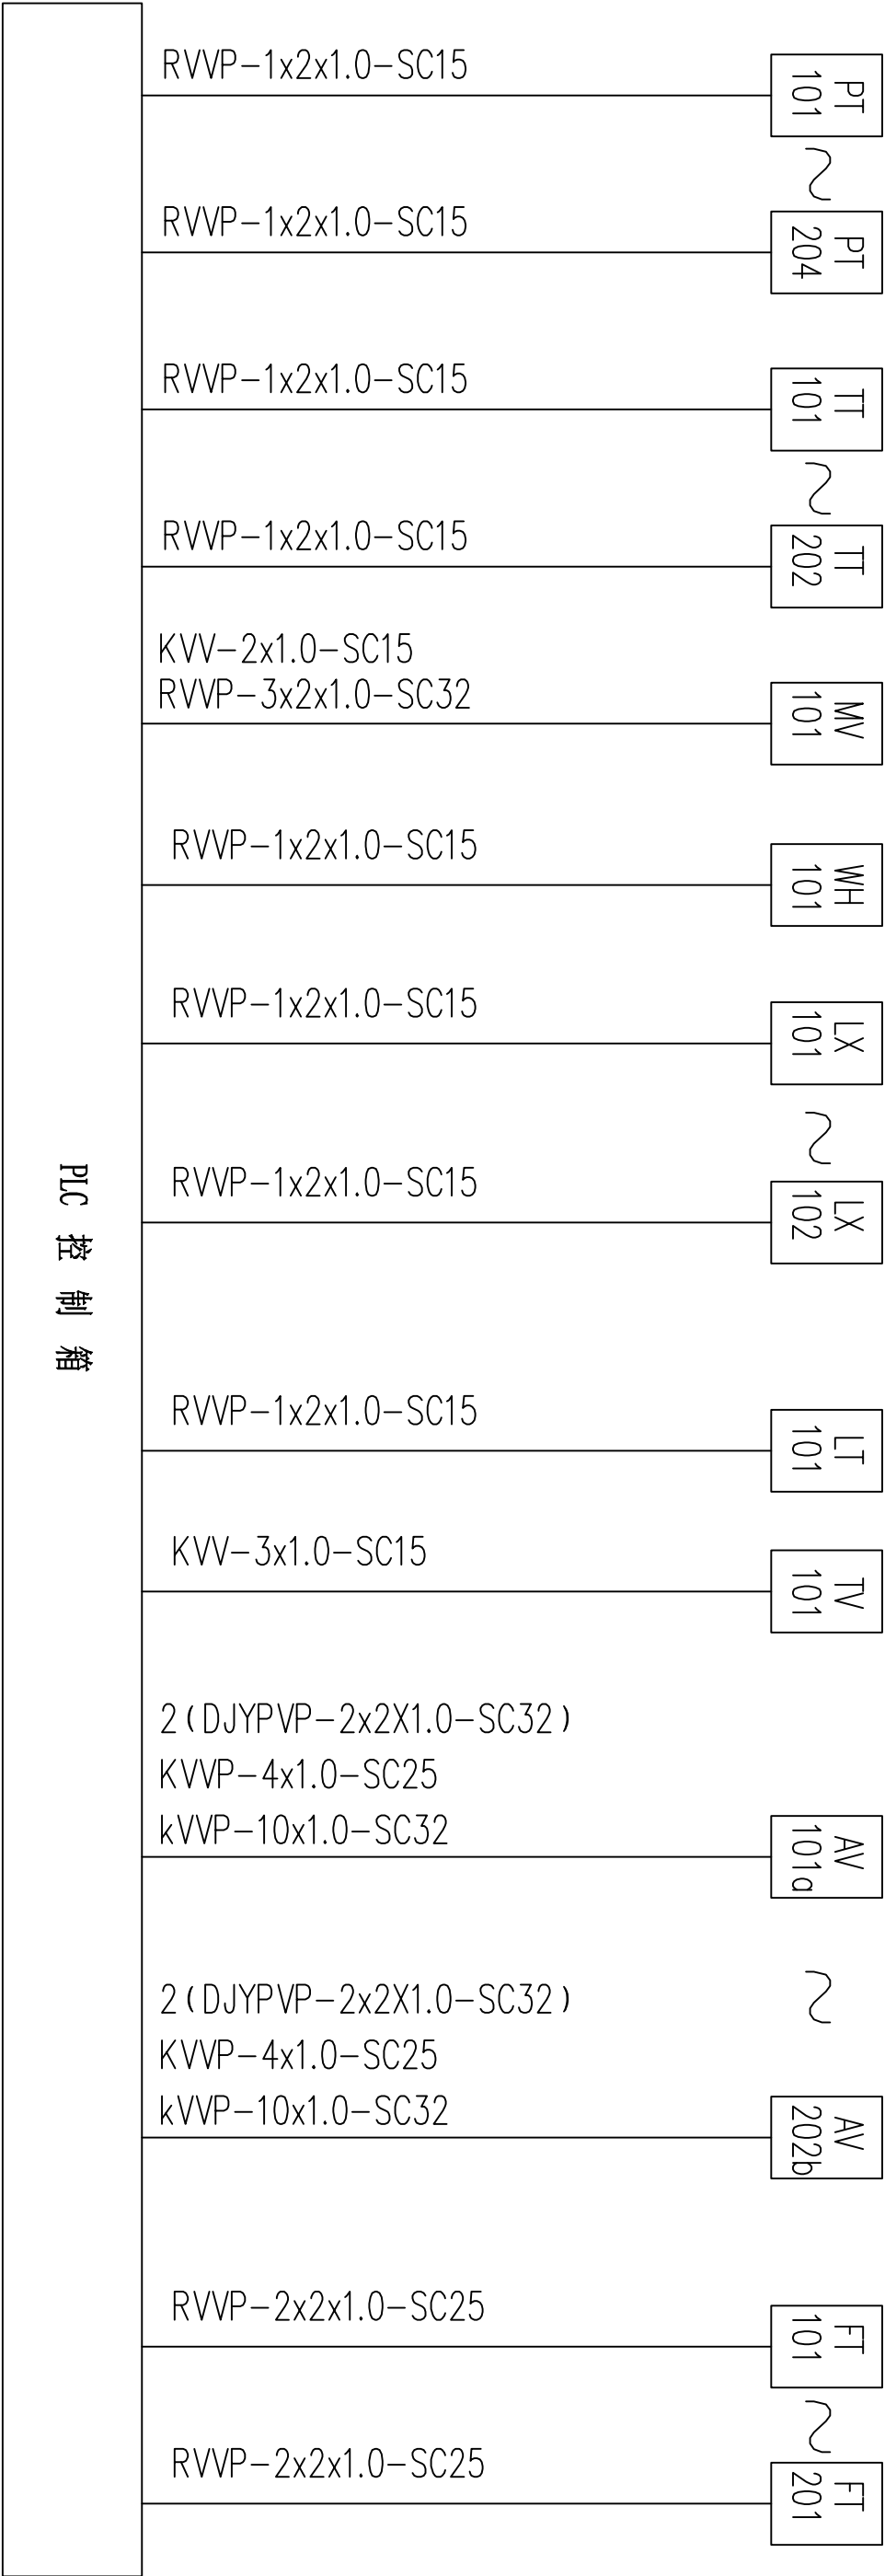 RVVP-1x2x1.0-SC15
PT
101
~
RVVP-1x2x1.0-SC15
PT
204
RVVP-1x2x1.0-SC15
TT
101
~
RVVP-1x2x1.0-SC15
TT
202
KVV-2x1.0-SC15
RVVP-3x2x1.0-SC32
MV
101
RVVP-1x2x1.0-SC15
WH
101
RVVP-1x2x1.0-SC15
LX
101
~
RVVP-1x2x1.0-SC15
LX
102
PLC 控制箱
RVVP-1x2x1.0-SC15
LT
101
KVV-3x1.0-SC15
TV
101
2(DJYPVP-2x2X1.0-SC32)
KVVP-4x1.0-SC25
kVVP-10x1.0-SC32
AV
101a
~
2(DJYPVP-2x2X1.0-SC32)
KVVP-4x1.0-SC25
kVVP-10x1.0-SC32
AV
202b
RVVP-2x2x1.0-SC25
FT
101
~
RVVP-2x2x1.0-SC25
FT
201